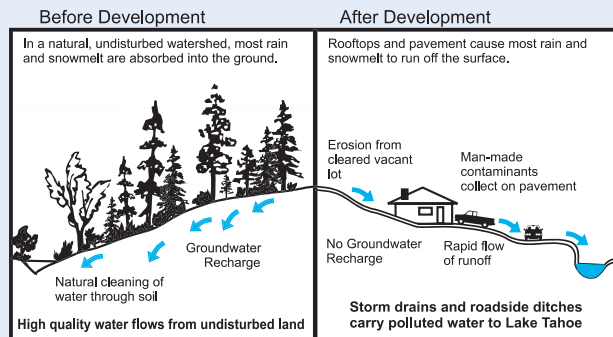 Before Development
In a natural, undisturbed watershed, most rain
and snowmelt are absorbed into the ground.
Groundwater
Recharge
Natural cleaning of
water through soil
High quality water flows from undisturbed land
After Development
Rooftops and pavement cause most rain and
snowmelt to run off the surface.
Erosion from
cleared vacant
lot
Man-made
contaminants
collect on pavement
No Groundwater
Recharge
Rapid flow
of runoff
Storm drains and roadside ditches
carry polluted water to Lake Tahoe